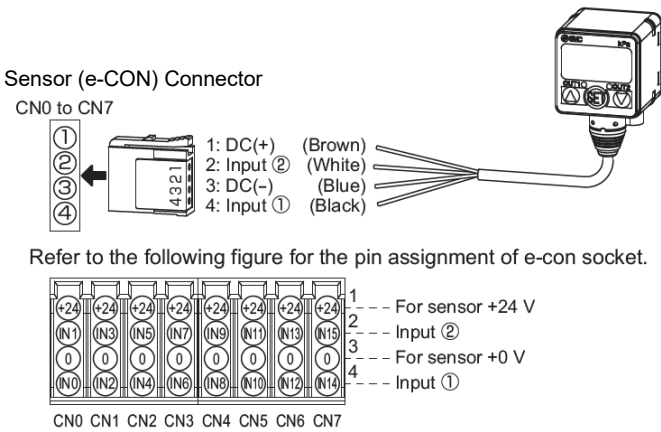 SMC kPa
OUT1 OUT2
SET
Sensor (e-CON) Connector
CN0 to CN7
①
②
③
④
4321
1: DC(+) (Brown)
2: Input ② (White)
3: DC(−) (Blue)
4: Input ① (Black)
Refer to the following figure for the pin assignment of e-con socket.
+24 +24 +24 +24 +24 +24 +24 +24 1 For sensor +24 V
IN1 IN3 IN5 IN7 IN9 IN11 IN13 IN15 2 Input ②
0 0 0 0 0 0 0 0 3 For sensor +0 V
IN0 IN2 IN4 IN6 IN8 IN10 IN12 IN14 4 Input ①
CN0 CN1 CN2 CN3 CN4 CN5 CN6 CN7